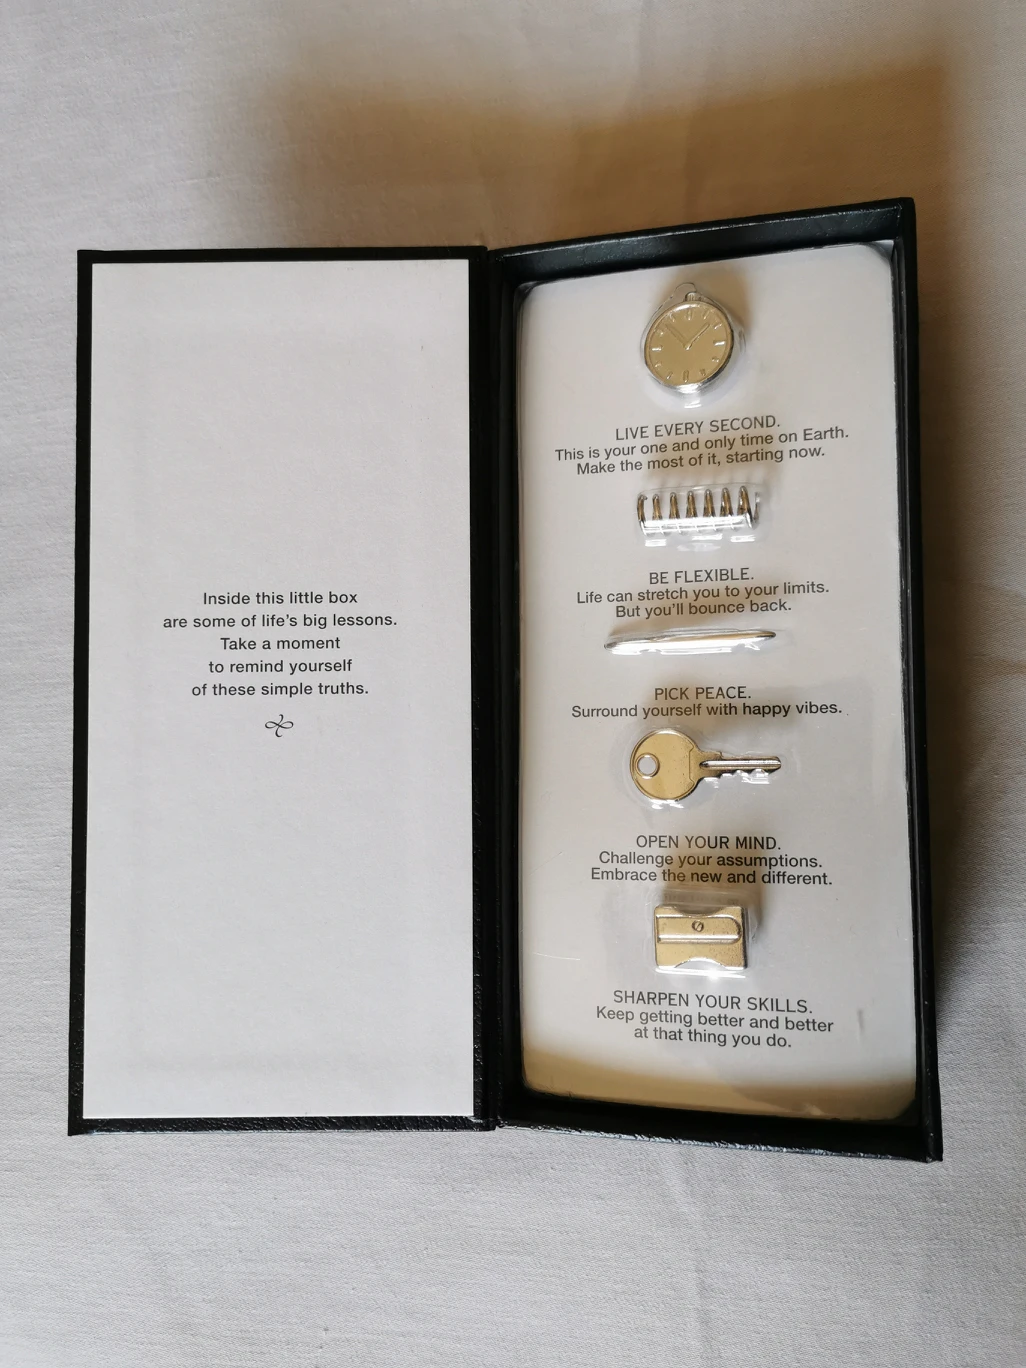 Inside this little box
are some of life's big lessons.
Take a moment
to remind yourself
of these simple truths.
LIVE EVERY SECOND.
This is your one and only time on Earth.
Make the most of it, starting now.
BE FLEXIBLE.
Life can stretch you to your limits.
But you'll bounce back.
PICK PEACE.
Surround yourself with happy vibes.
OPEN YOUR MIND.
Challenge your assumptions.
Embrace the new and different.
SHARPEN YOUR SKILLS.
Keep getting better and better
at that thing you do.